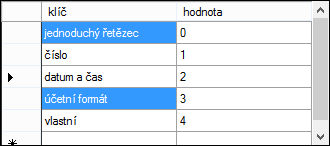 klíč hodnota
jednoduchý řetězec 0
číslo 1
datum a čas 2
účetní formát 3
vlastní 4